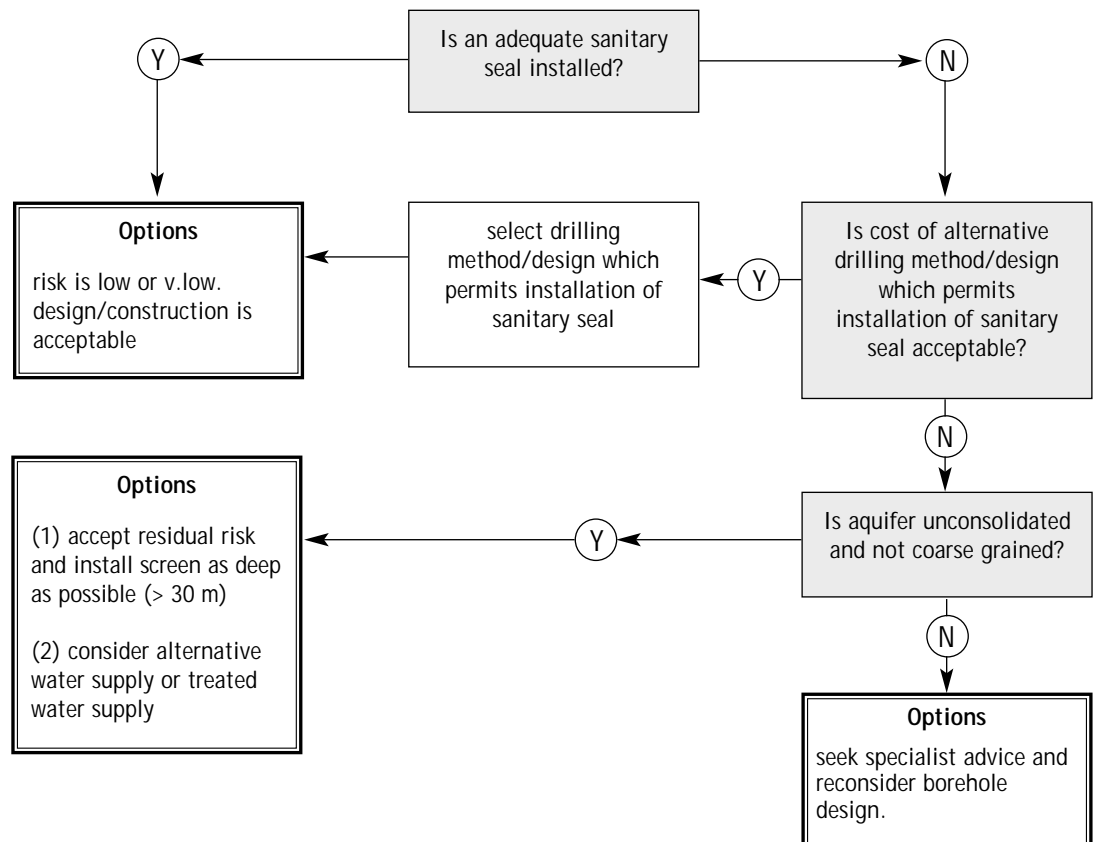 Is an adequate sanitary
seal installed?
Y
N
Options
risk is low or v.low.
design/construction is
acceptable
select drilling
method/design which
permits installation of
sanitary seal
Y
Is cost of alternative
drilling method/design
which permits
installation of sanitary
seal acceptable?
N
Options
(1) accept residual risk
and install screen as deep
as possible (> 30 m)
(2) consider alternative
water supply or treated
water supply
Y
Is aquifer unconsolidated
and not coarse grained?
N
Options
seek specialist advice and
reconsider borehole
design.